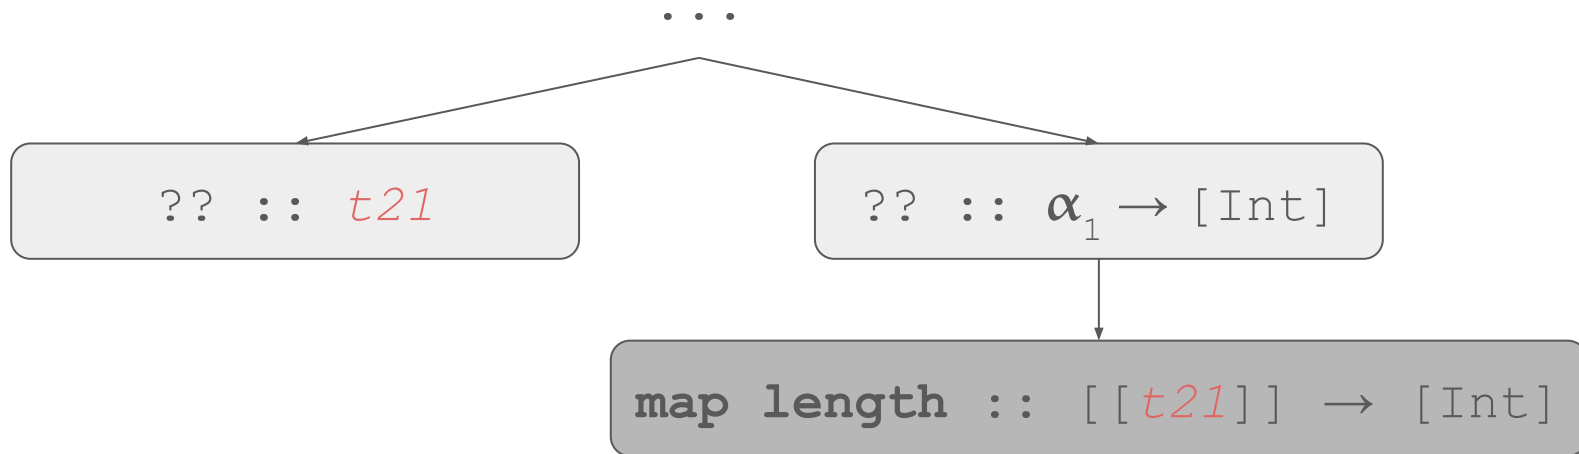 ...
?? :: t21
?? :: α₁ → [Int]
map length :: [[t21]] → [Int]